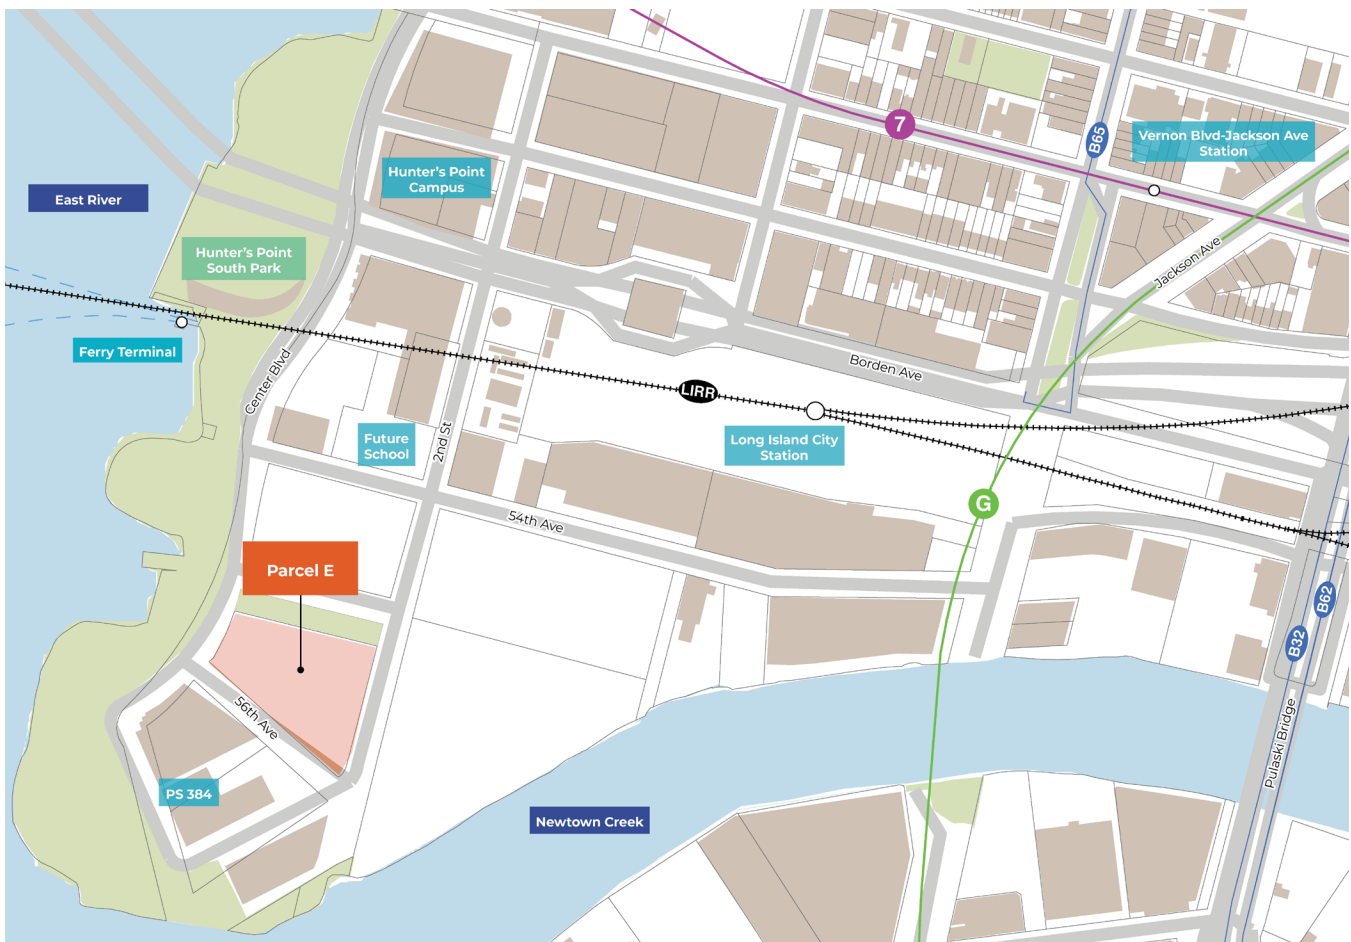 7
B65
Vernon Blvd-Jackson Ave
Station
Hunter's Point
Campus
East River
Hunter's Point
South Park
Jackson Ave
Ferry Terminal
Center Blvd
Borden Ave
LIRR
Future
School
2nd St
Long Island City
Station
G
54th Ave
Parcel E
B62
B32
56th Ave
Pulaski Bridge
PS 384
Newtown Creek